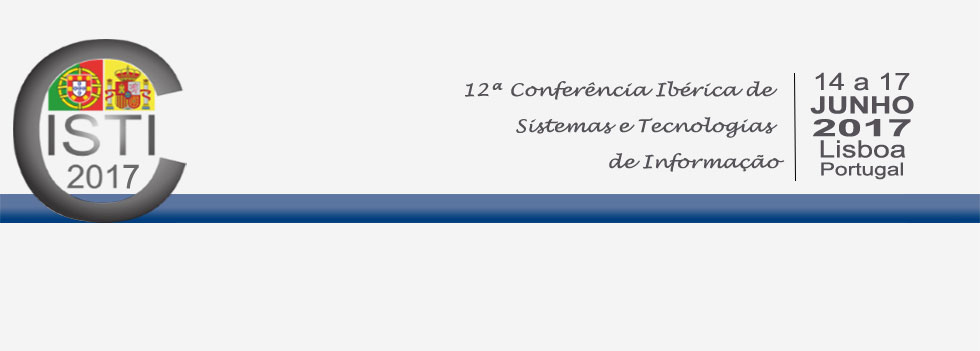 C
ISTI
2017
12ª Conferência Ibérica de
Sistemas e Tecnologias
de Informação
14 a 17
JUNHO
2017
Lisboa
Portugal